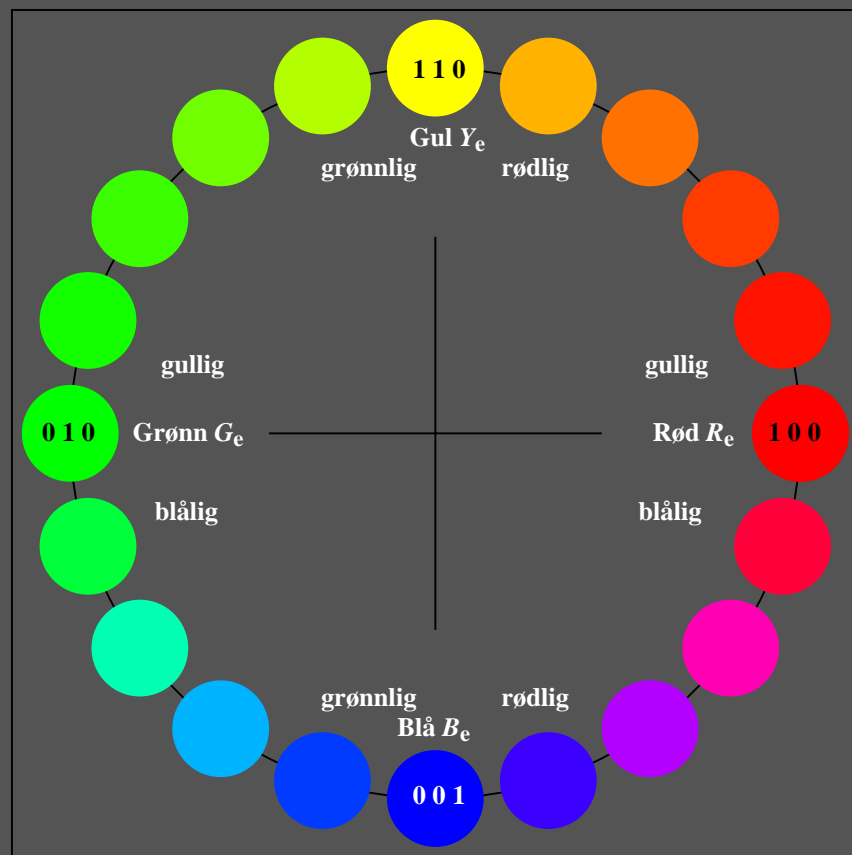 1 1 0
Gul Ye
grønnlig rødlig
gullig gullig
0 1 0 Grønn Ge Rød Re 1 0 0
blålig blålig
grønnlig rødlig
Blå Be
0 0 1